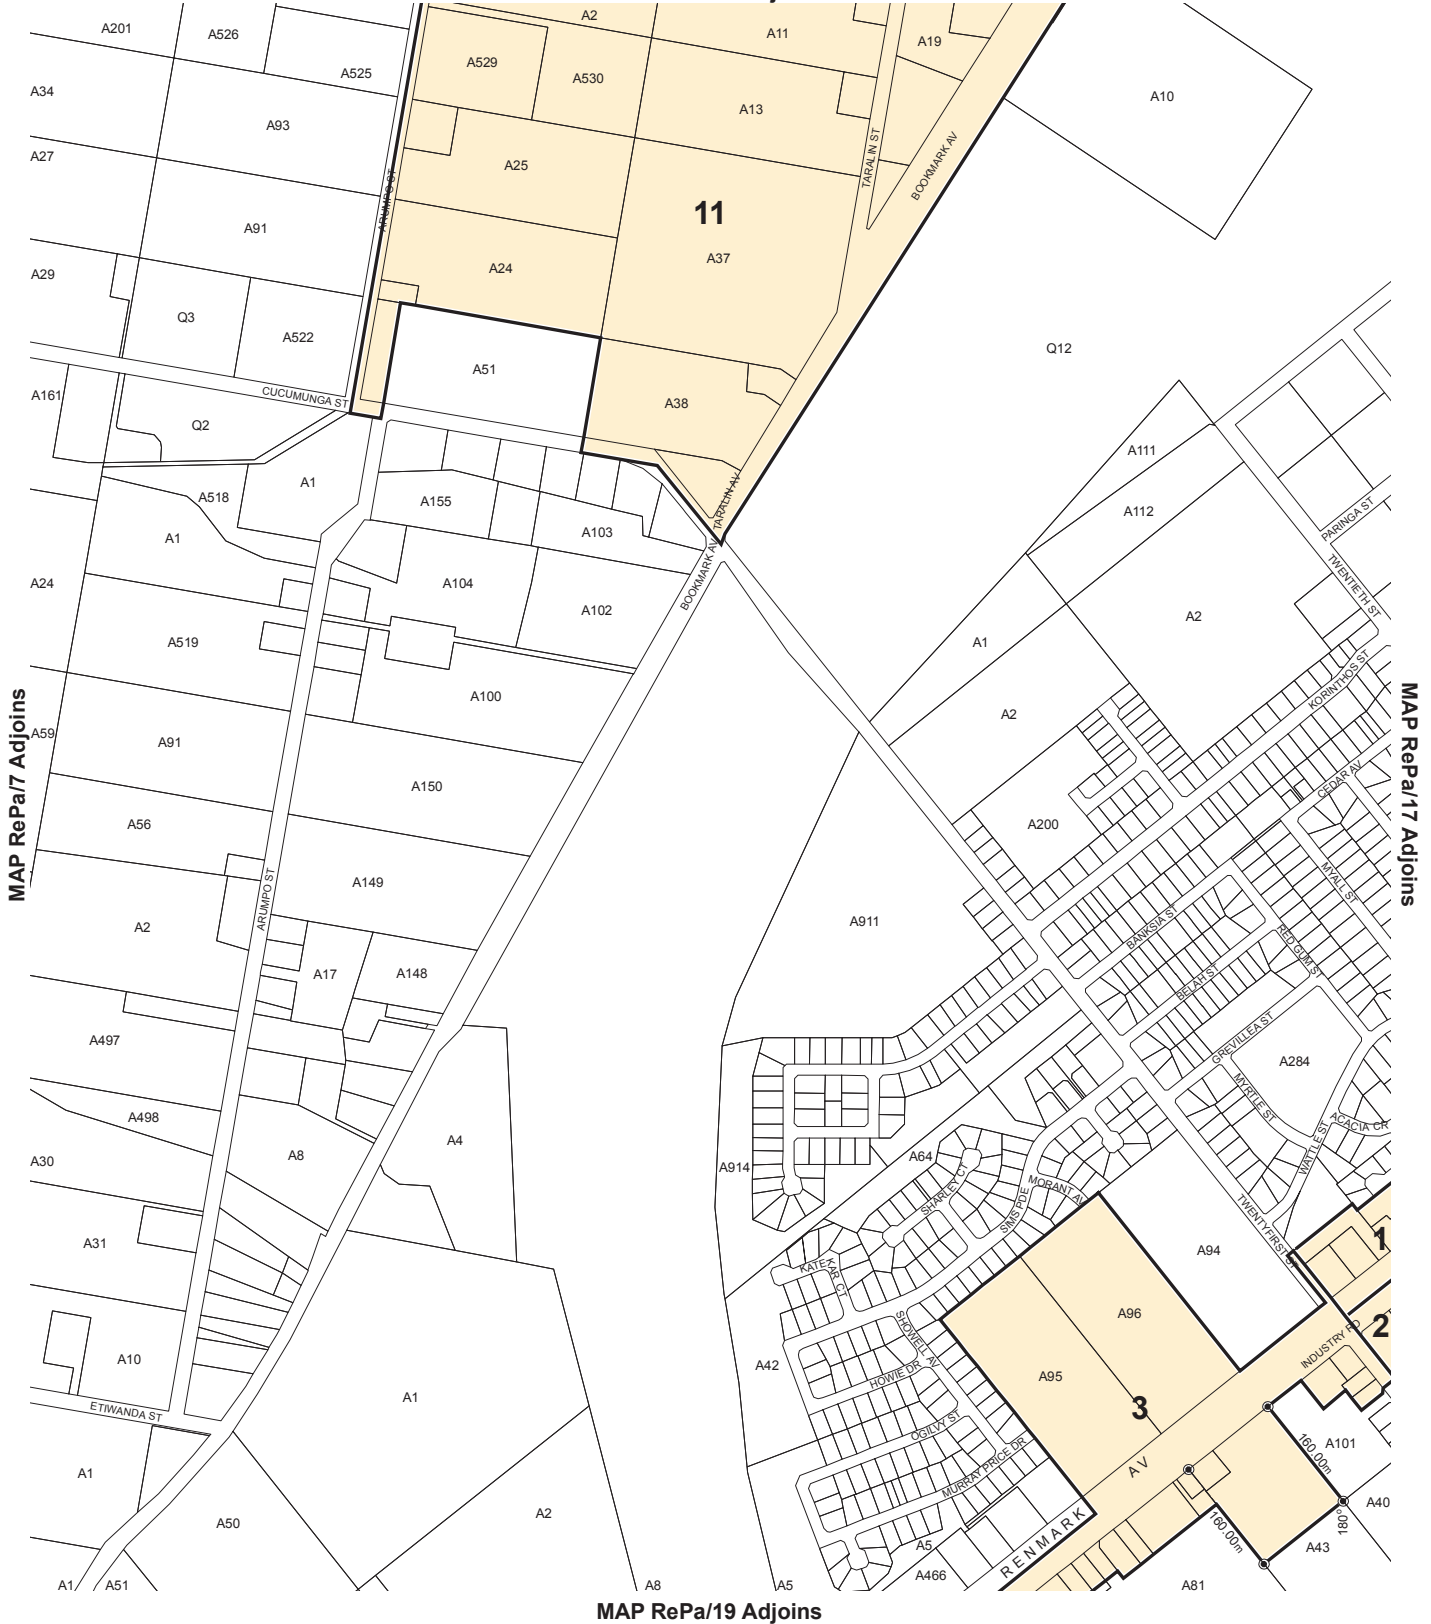 A201
A526
A525
A2
A11
A19
A529
A530
A34
A93
A13
A10
A27
A25
TARALIN ST
BOOKMARK AV
ARUMPO ST
A91
11
A24
A37
A29
Q3
A522
A51
Q12
A161
CUCUMUNGA ST
Q2
A38
A111
A518
A1
A155
TARALIN AV
A112
PARINGA ST
A1
A103
TWENTIETH ST
A24
A104
BOOKMARK AV
A102
A2
A519
A1
KORINTHOS ST
A100
A2
MAP RePa/7 Adjoins
A59
A91
MAP RePa/17 Adjoins
CEDAR AV
A150
A56
A200
MYALL ST
A149
ARUMPO ST
A2
A911
BANKSIA ST
RED GUM ST
A17
A148
BELAH ST
A497
GREVILLEA ST
A284
MYRTLE ST
A498
ACACIA CR
WATTLE ST
A4
A8
A64
A30
A914
SHARLEY CT
MORANT AV
SIMS PDE
TWENTYFIRST ST
A31
A94
1
KATE CT
KAR CT
A96
2
SHOWELL AV
INDUSTRY RD
A10
A42
HOWIE DR
A95
A1
3
ETIWANDA ST
OGILVY ST
160.00m
A101
MURRAY PRICE DR
AV
A1
A40
A50
A2
RENMARK
160.00m
180°
A5
A43
A466
A1
A51
A8
A5
A81
MAP RePa/19 Adjoins